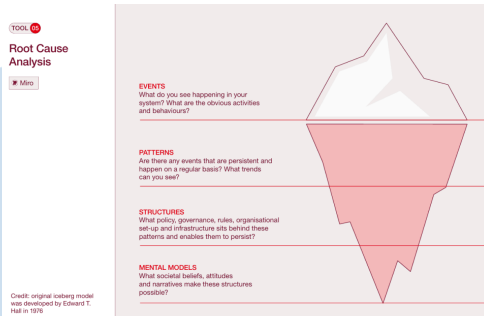 TOOL 05
Root Cause
Analysis
Miro
EVENTS
What do you see happening in your
system? What are the obvious activities
and behaviours?
PATTERNS
Are there any events that are persistent and
happen on a regular basis? What trends
can you see?
STRUCTURES
What policy, governance, rules, organisational
set-up and infrastructure sits behind these
patterns and enables them to persist?
MENTAL MODELS
What societal beliefs, attitudes
and narratives make these structures
possible?
Credit: original iceberg model
was developed by Edward T.
Hall in 1976